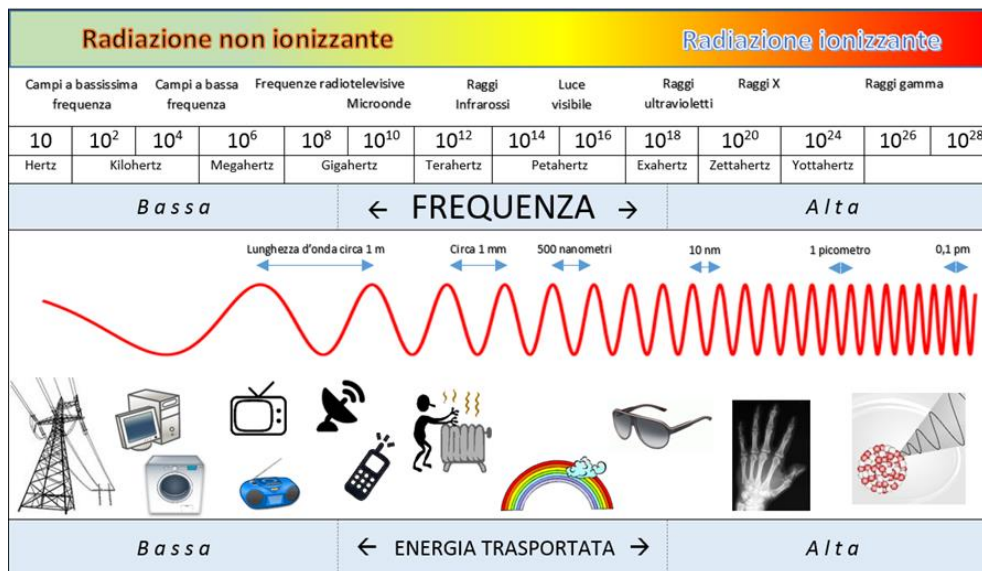 Radiazione non ionizzante Radiazione ionizzante
Campi a bassissima frequenza
Campi a bassa frequenza
Frequenze radiotelevisive
Microonde
Raggi Infrarossi
Luce visibile
Raggi ultravioletti
Raggi X
Raggi gamma
10 10² 10⁴ 10⁶ 10⁸ 10¹⁰ 10¹² 10¹⁴ 10¹⁶ 10¹⁸ 10²⁰ 10²⁴ 10²⁶ 10²⁸
Hertz Kilohertz Megahertz Gigahertz Terahertz Petahertz Exahertz Zettahertz Yottahertz
Bassa ← FREQUENZA → Alta
Lunghezza d'onda circa 1 m Circa 1 mm 500 nanometri 10 nm 1 picometro 0,1 pm
Bassa ← ENERGIA TRASPORTATA → Alta